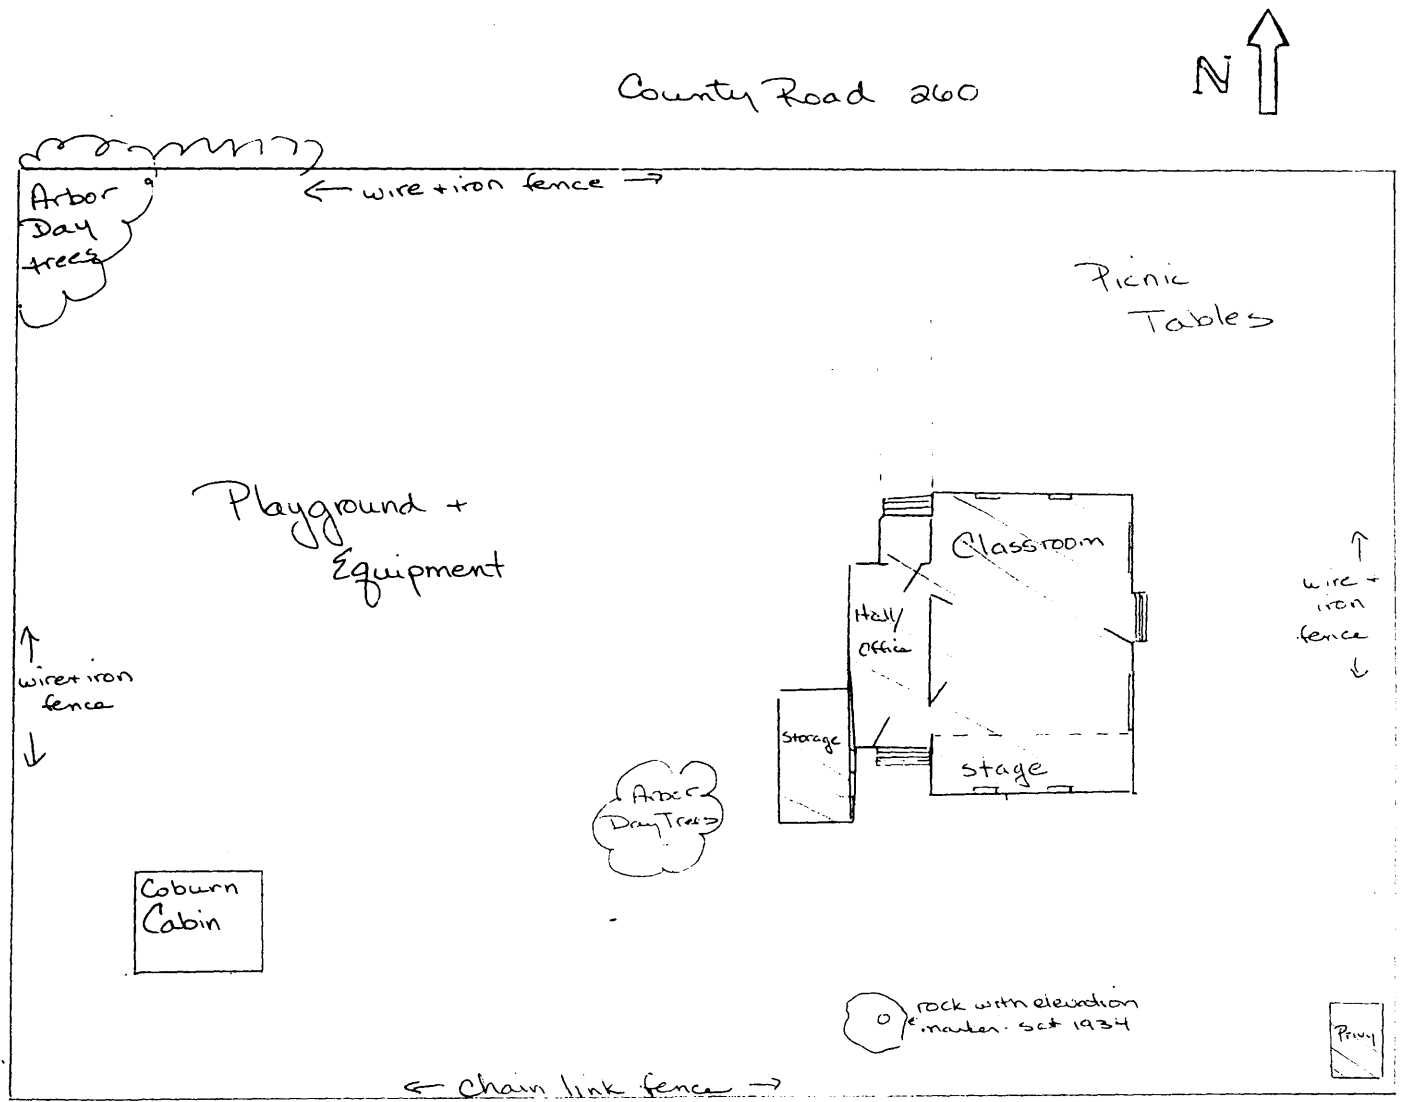 County Road 260
N
← wire + iron fence →
Arbor
Day
trees
Picnic
Tables
Playground +
Equipment
Classroom
Hall/
Office
↑
wire +
iron
fence
↓
↑
wire + iron
fence
↓
Storage
stage
Arbor
Day Trees
Coburn
Cabin
rock with elevation
marker set 1934
Privy
← chain link fence →